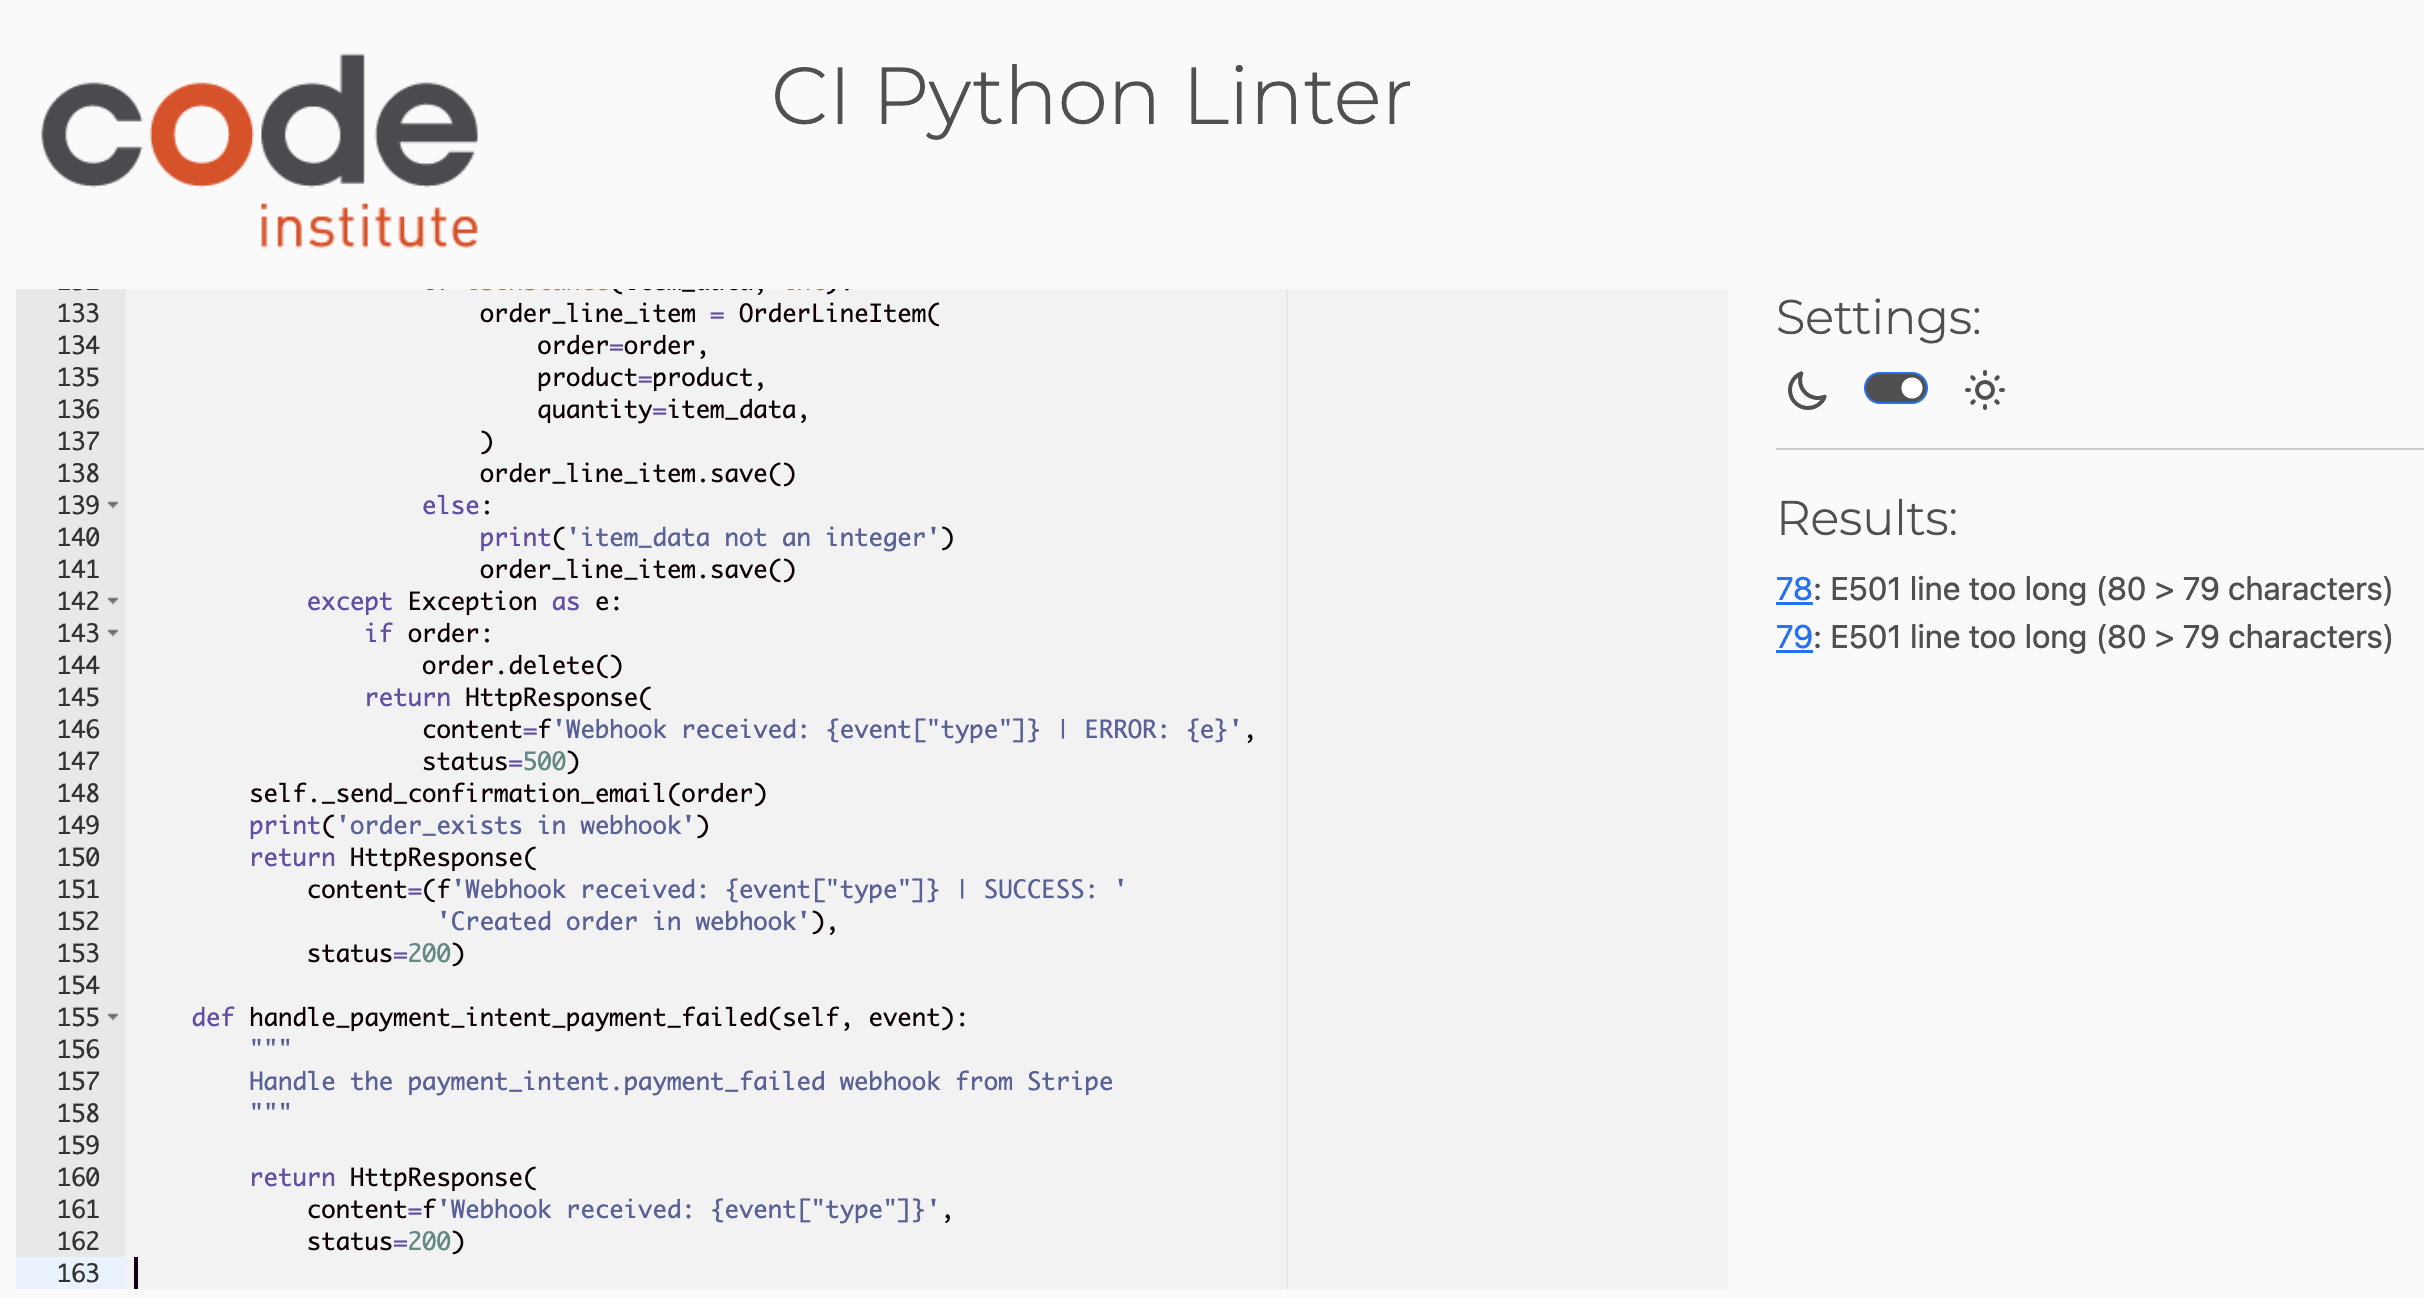 code
institute
CI Python Linter
133 order_line_item = OrderLineItem(
134 order=order,
135 product=product,
136 quantity=item_data,
137 )
138 order_line_item.save()
139 else:
140 print('item_data not an integer')
141 order_line_item.save()
142 except Exception as e:
143 if order:
144 order.delete()
145 return HttpResponse(
146 content=f'Webhook received: {event["type"]} | ERROR: {e}',
147 status=500)
148 self._send_confirmation_email(order)
149 print('order_exists in webhook')
150 return HttpResponse(
151 content=(f'Webhook received: {event["type"]} | SUCCESS: '
152 'Created order in webhook'),
153 status=200)
154
155 def handle_payment_intent_payment_failed(self, event):
156 """
157 Handle the payment_intent.payment_failed webhook from Stripe
158 """
159
160 return HttpResponse(
161 content=f'Webhook received: {event["type"]}',
162 status=200)
163
Settings:
Results:
78: E501 line too long (80 > 79 characters)
79: E501 line too long (80 > 79 characters)